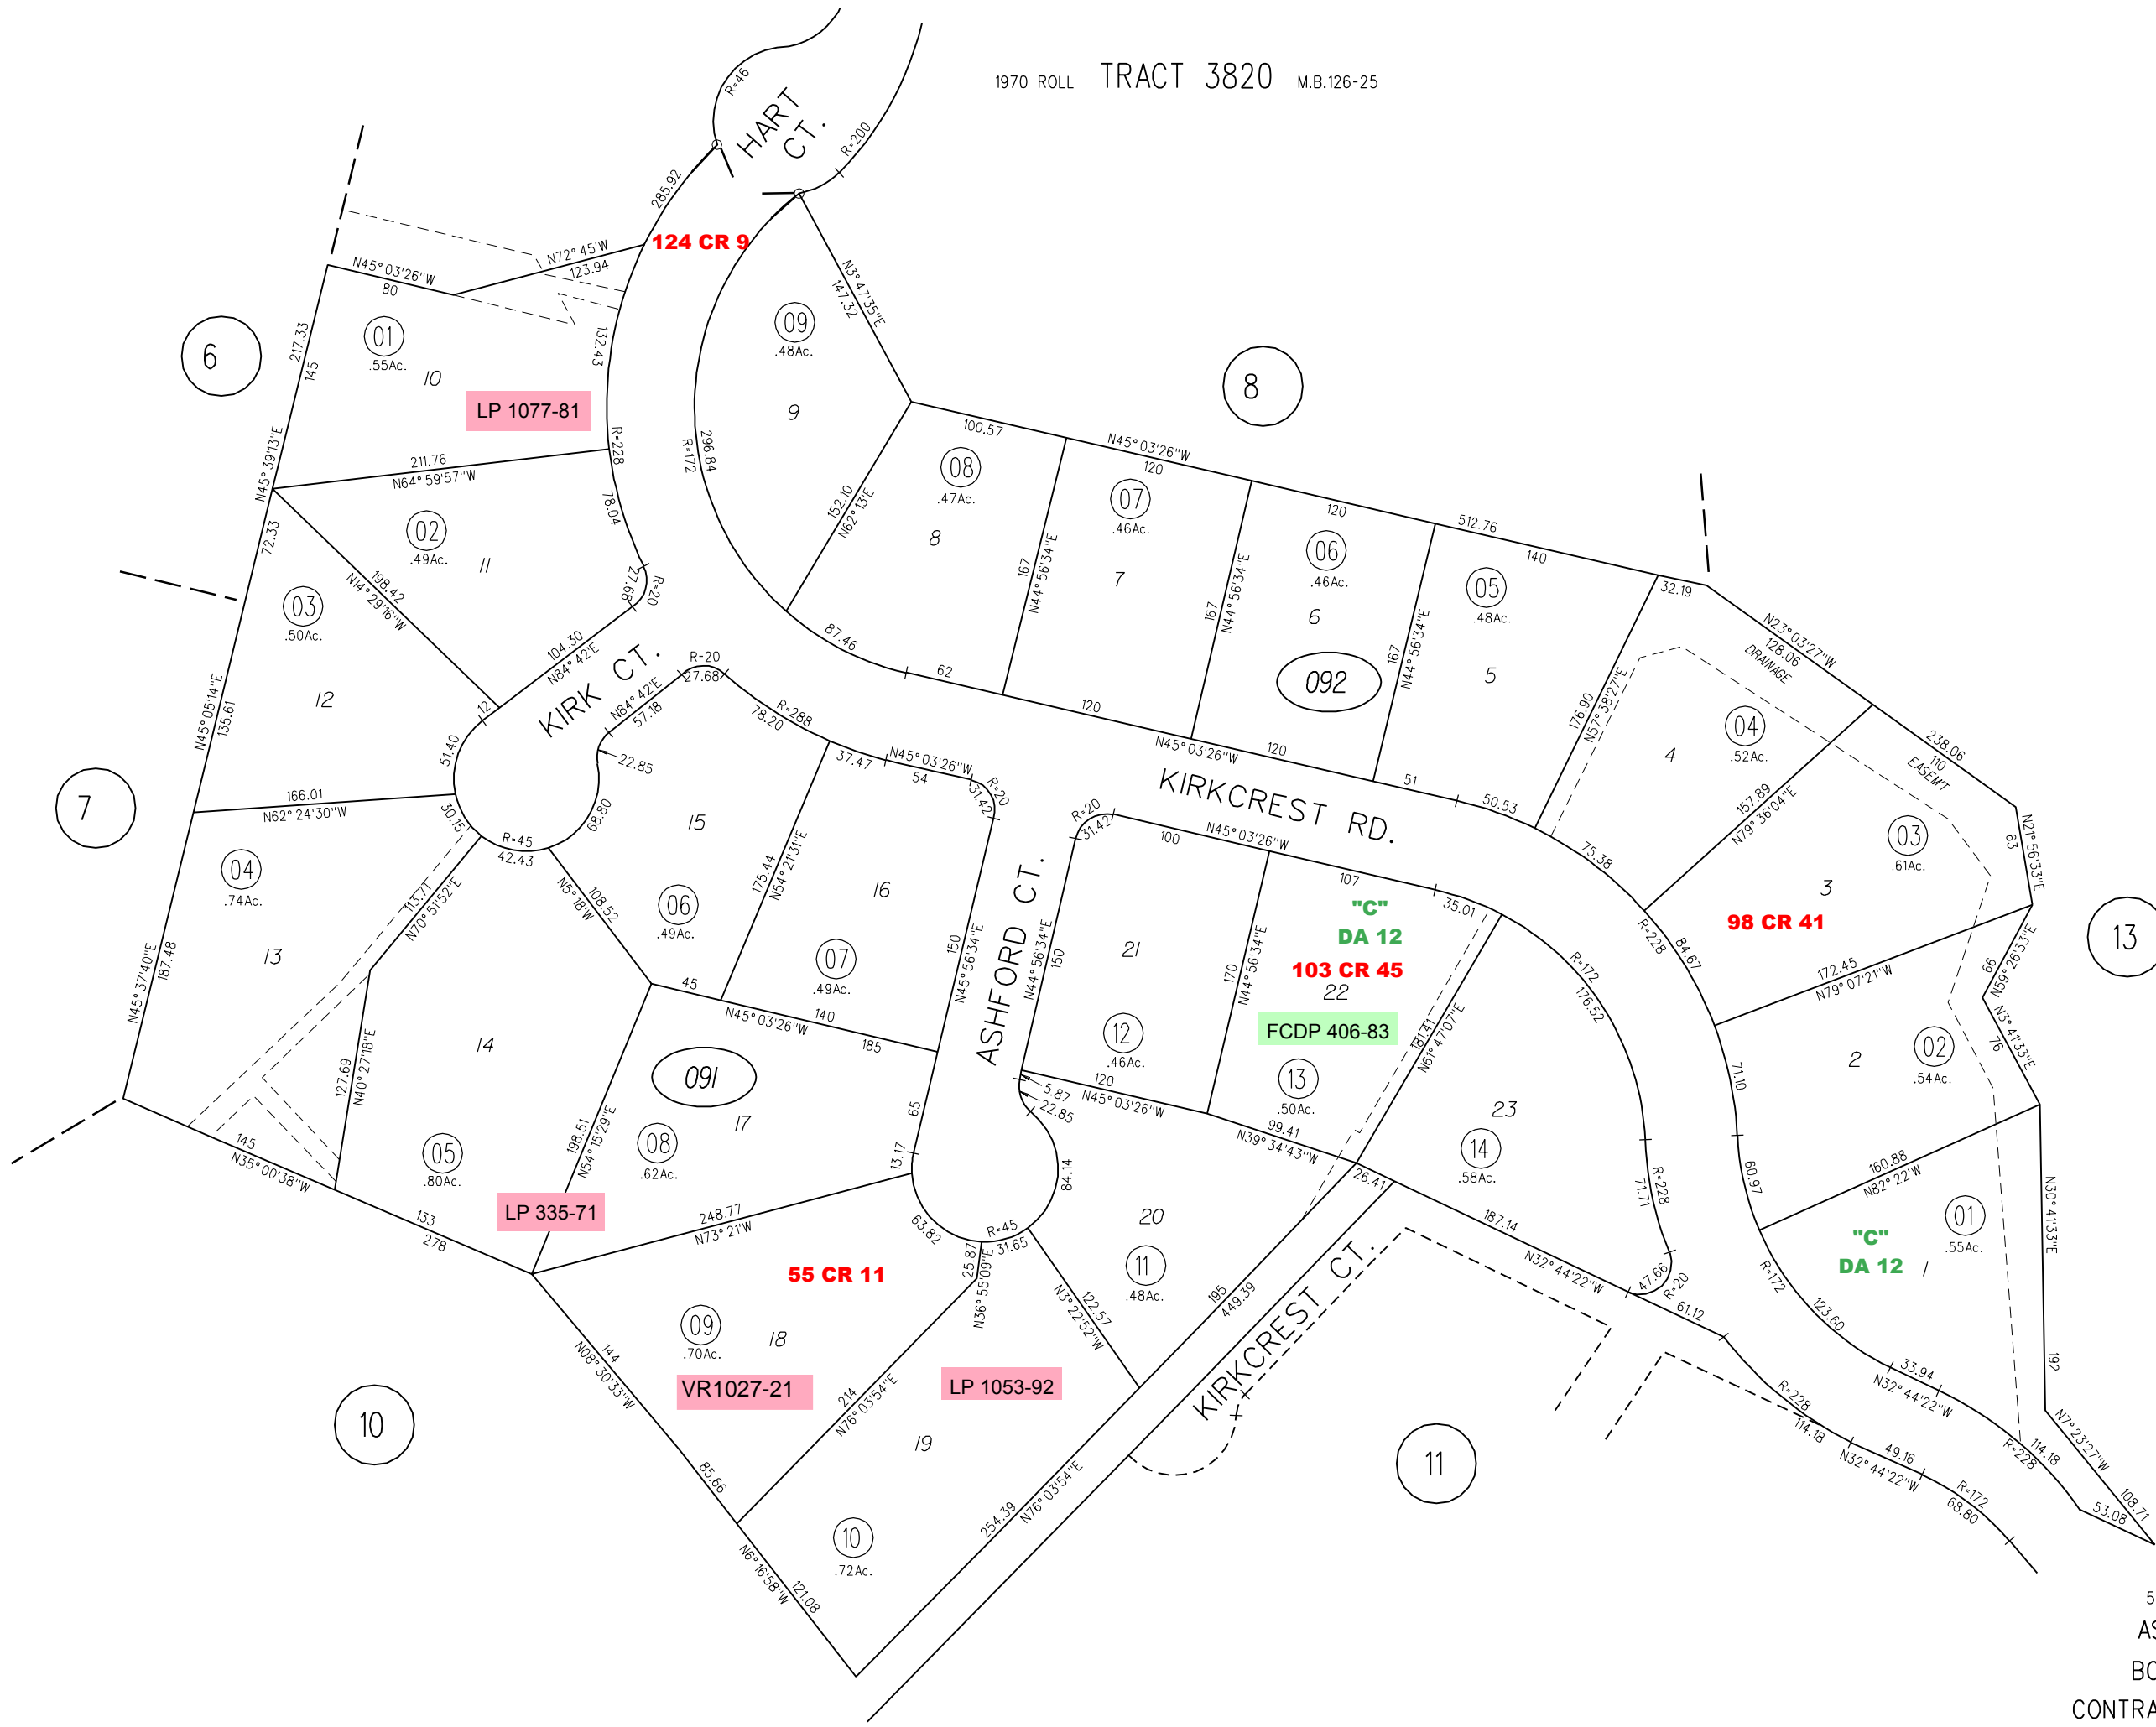 1970 ROLL TRACT 3820 M.B.126-25
R=46
HART
CT.
R=200
285.92
124 CR 9
N72° 45'W
123.94
N45° 03'26"W
80
217.33
145
01
.55Ac.
10
132.43
LP 1077-81
6
N3° 47'35"E
147.32
09
.48Ac.
9
8
N45° 39'13"E
211.76
N64° 59'57"W
R=228
78.04
296.84
R=172
100.57
N45° 03'26"W
120
08
.47Ac.
8
152.10
N62° 13'E
07
.46Ac.
7
167
N44° 56'34"E
120
512.76
140
06
.46Ac.
6
167
N44° 56'34"E
05
.48Ac.
5
167
N44° 56'34"E
32.19
N23° 03'27"W
128.06
DRAINAGE
72.33
02
.49Ac.
11
198.42
N14° 29'16"W
27.68
R=20
03
.50Ac.
12
104.30
N84° 42'E
KIRK CT.
87.46
62
092
176.90
N57° 38'27"E
04
.52Ac.
4
238.06
110
EASEM'T
N45° 05'14"E
135.61
12
51.40
N84° 42'E
57.18
R=20
27.68
R=288
78.20
22.85
37.47
N45° 03'26"W
54
R=20
31.42
120
N45° 03'26"W
120
51
50.53
KIRKCREST RD.
157.89
N79° 36'04"E
N21° 56'33"E
63
7
166.01
N62° 24'30"W
30.15
R=45
42.43
68.80
15
175.44
N54° 21'31"E
16
R=20
31.42
100
N45° 03'26"W
107
35.01
75.38
03
.61Ac.
3
98 CR 41
04
.74Ac.
13
113.71
N70° 51'52"E
N5° 18'W
108.52
06
.49Ac.
07
.49Ac.
150
N45° 56'34"E
ASHFORD CT.
N44° 56'34"E
150
21
170
N44° 56'34"E
"C"
DA 12
103 CR 45
22
FCDP 406-83
R=172
176.52
R=228
84.67
172.45
N79° 07'21"W
66
N59° 26'33"E
13
N45° 37'40"E
187.48
45
N45° 03'26"W
140
185
14
127.69
N40° 27'18"E
091
12
.46Ac.
181.41
N61° 47'07"E
N3° 41'33"E
76
02
.54Ac.
2
71.10
120
N45° 03'26"W
5.87
22.85
13
.50Ac.
23
14
.58Ac.
99.41
N39° 34'43"W
26.41
145
N35° 00'38"W
05
.80Ac.
198.51
N54° 15'29"E
08
.62Ac.
17
65
13.17
84.14
60.97
160.88
N82° 22'W
LP 335-71
133
278
248.77
N73° 21'W
63.82
R=45
31.65
25.87
N36° 55'09"E
20
11
.48Ac.
187.14
N32° 44'22"W
R=228
71.71
47.66
R=20
61.12
"C"
DA 12
1
01
.55Ac.
N30° 41'33"E
192
55 CR 11
09
.70Ac.
18
VR1027-21
144
N08° 30'33"W
LP 1053-92
N3° 22'52"W
122.57
195
449.39
KIRKCREST CT.
R=172
123.60
33.94
N32° 44'22"W
10
214
N76° 03'54"E
19
85.66
11
R=228
114.18
49.16
N32° 44'22"W
R=172
68.80
114.18
R=228
N7° 23'27"W
108.71
53.08
254.39
N76° 03'54"E
10
.72Ac.
N6° 16'58"W
121.08
5
AS
BO
CONTRA